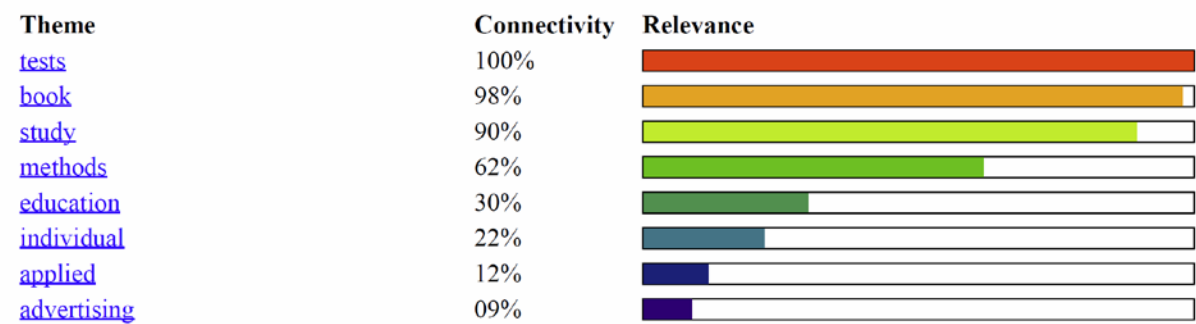 Theme Connectivity Relevance
tests 100%
book 98%
study 90%
methods 62%
education 30%
individual 22%
applied 12%
advertising 09%